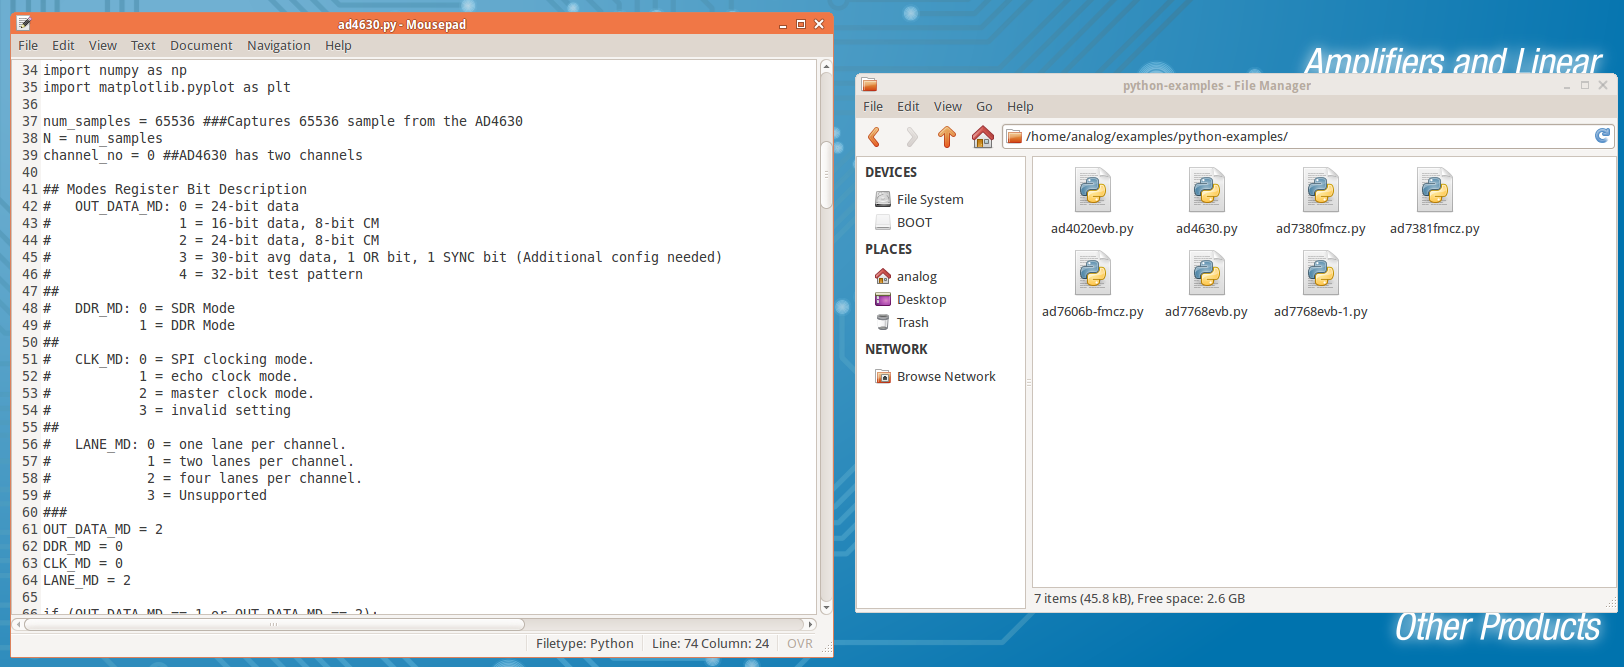 ad4630.py - Mousepad
File Edit View Text Document Navigation Help
34 import numpy as np
35 import matplotlib.pyplot as plt
36
37 num_samples = 65536 ###Captures 65536 sample from the AD4630
38 N = num_samples
39 channel_no = 0 ##AD4630 has two channels
40
41 ## Modes Register Bit Description
42 #   OUT_DATA_MD: 0 = 24-bit data
43 #                1 = 16-bit data, 8-bit CM
44 #                2 = 24-bit data, 8-bit CM
45 #                3 = 30-bit avg data, 1 OR bit, 1 SYNC bit (Additional config needed)
46 #                4 = 32-bit test pattern
47 ##
48 #   DDR_MD: 0 = SDR Mode
49 #           1 = DDR Mode
50 ##
51 #   CLK_MD: 0 = SPI clocking mode.
52 #           1 = echo clock mode.
53 #           2 = master clock mode.
54 #           3 = invalid setting
55 ##
56 #   LANE_MD: 0 = one lane per channel.
57 #            1 = two lanes per channel.
58 #            2 = four lanes per channel.
59 #            3 = Unsupported
60 ###
61 OUT_DATA_MD = 2
62 DDR_MD = 0
63 CLK_MD = 0
64 LANE_MD = 2
65
66 if (OUT_DATA_MD == 1 or OUT_DATA_MD == 2):
Filetype: Python Line: 74 Column: 24 OVR
Amplifiers and Linear
python-examples - File Manager
File Edit View Go Help
/home/analog/examples/python-examples/
DEVICES
File System
BOOT
PLACES
analog
Desktop
Trash
NETWORK
Browse Network
ad4020evb.py ad4630.py ad7380fmcz.py ad7381fmcz.py
ad7606b-fmcz.py ad7768evb.py ad7768evb-1.py
7 items (45.8 kB), Free space: 2.6 GB
Other Products